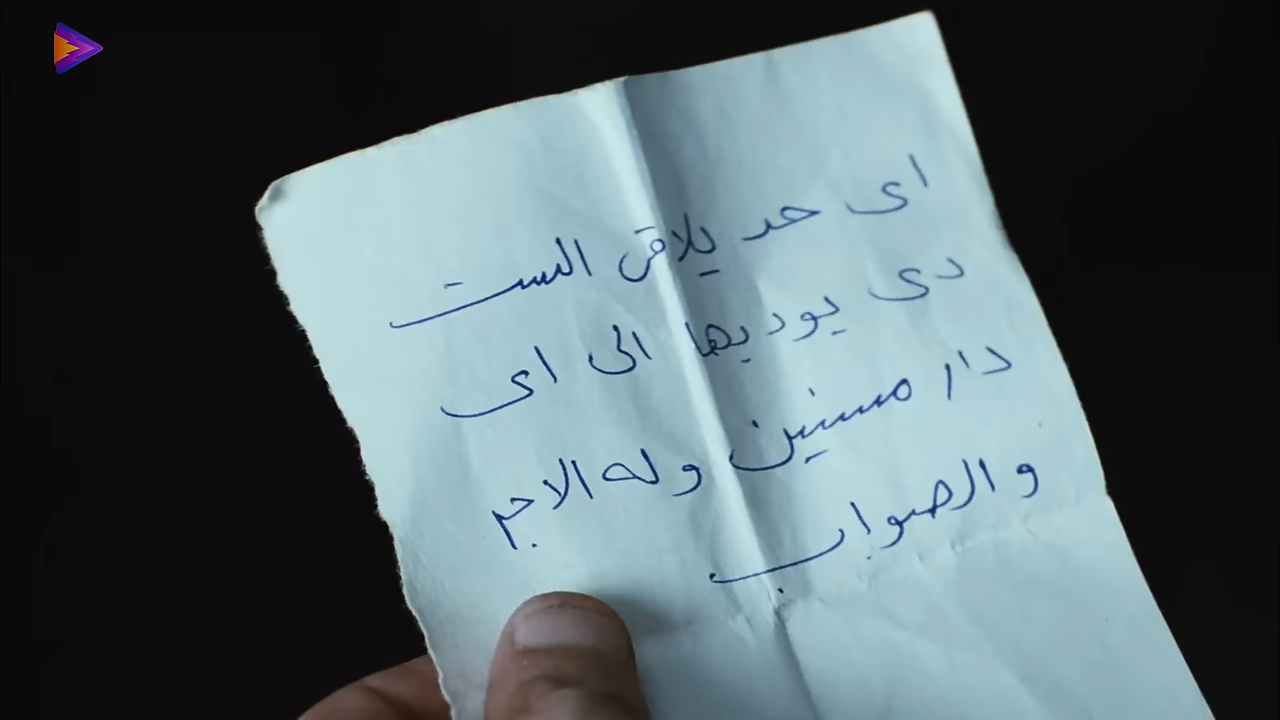 اى حد يلاقى الست
دى يوديها الى اى
دار مسنين وله الاجر
والصواب